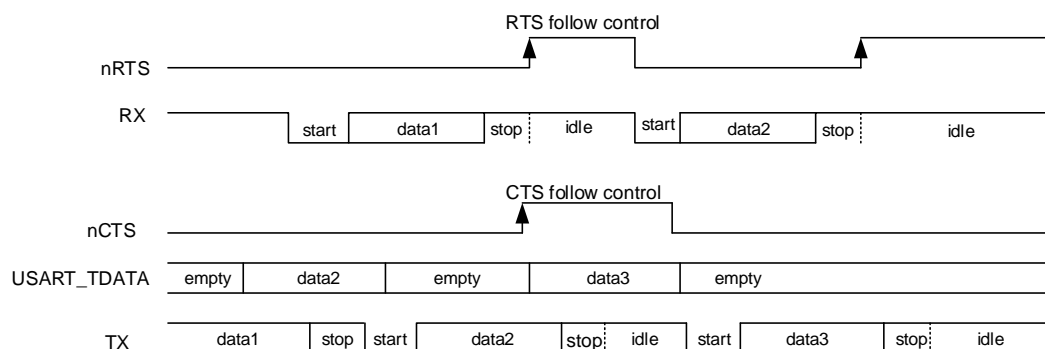 RTS follow control
nRTS
RX start data1 stop idle start data2 stop idle
CTS follow control
nCTS
USART_TDATA empty data2 empty data3 empty
TX data1 stop start data2 stop idle start data3 stop idle